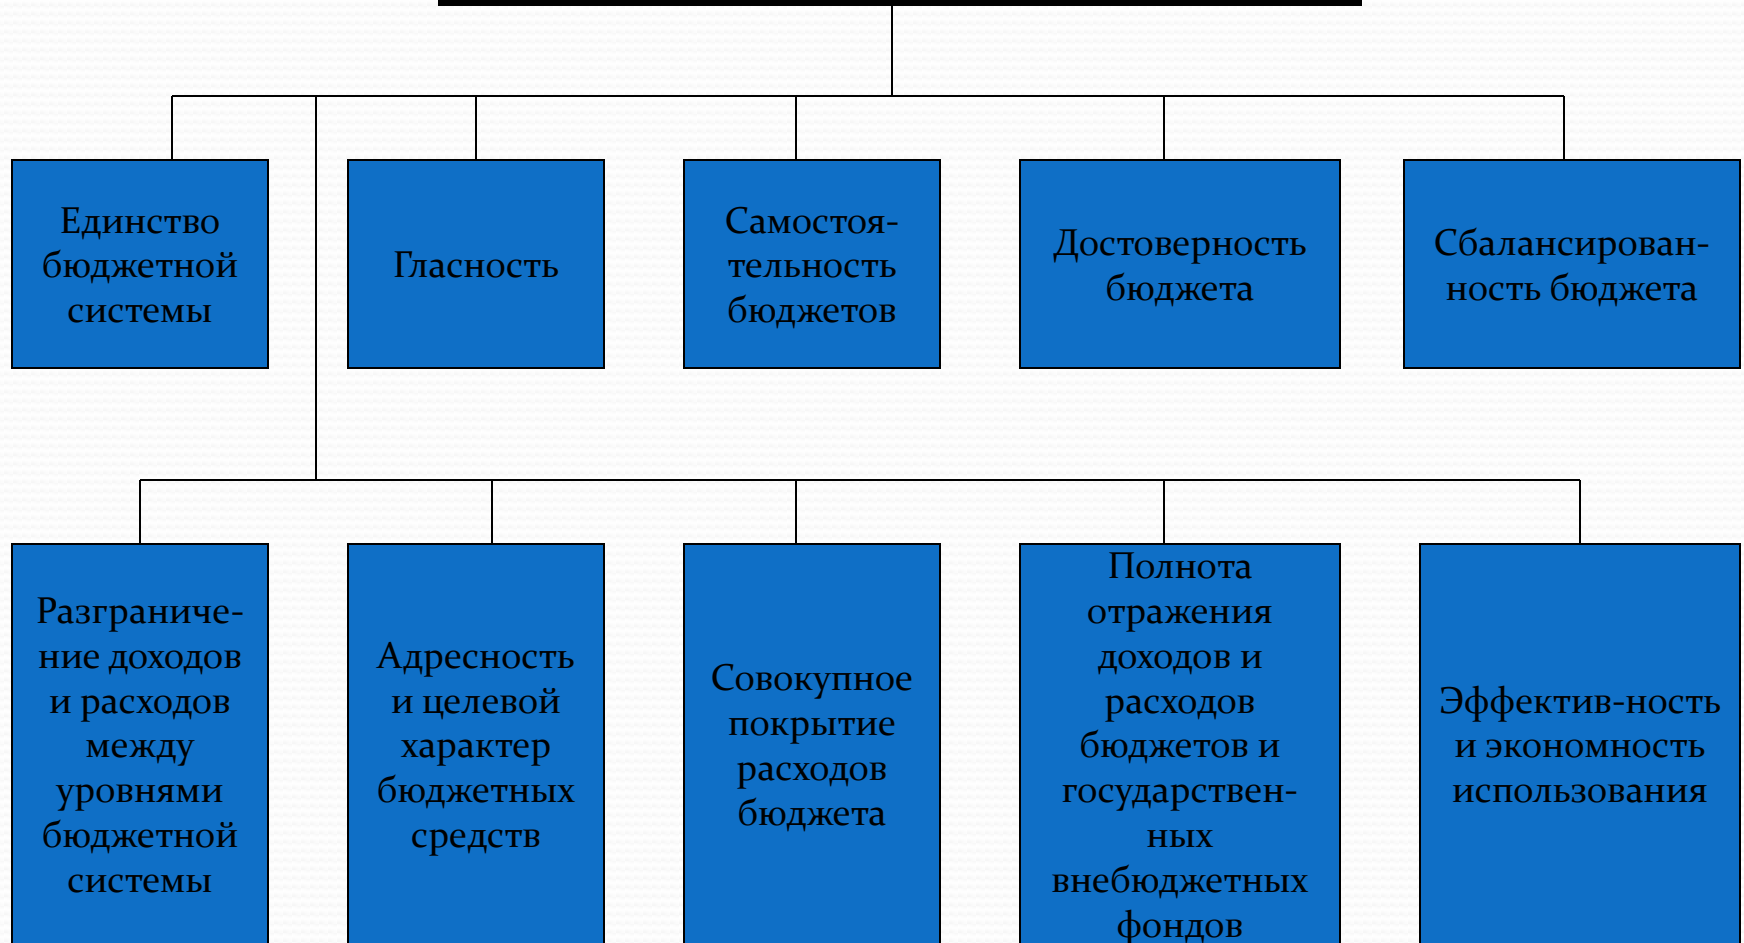 Единство
бюджетной
системы
Гласность
Самостоя-
тельность
бюджетов
Достоверность
бюджета
Сбалансирован-
ность бюджета
Разграниче-
ние доходов
и расходов
между
уровнями
бюджетной
системы
Адресность
и целевой
характер
бюджетных
средств
Совокупное
покрытие
расходов
бюджета
Полнота
отражения
доходов и
расходов
бюджетов и
государствен-
ных
внебюджетных
фондов
Эффектив-ность
и экономность
использования